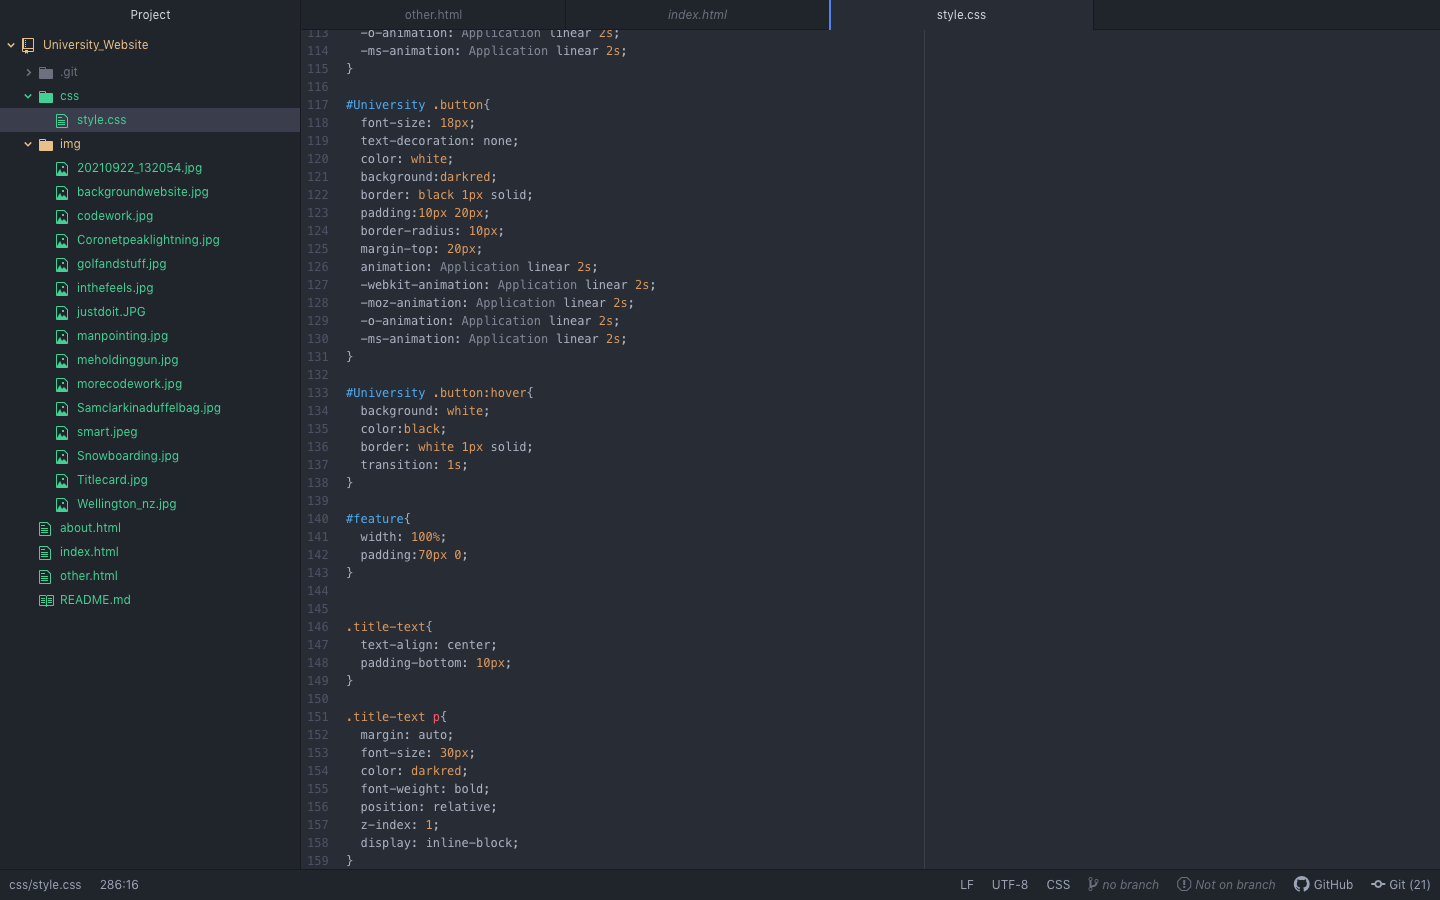 Project
other.html
index.html
style.css
University_Website
.git
css
style.css
img
20210922_132054.jpg
backgroundwebsite.jpg
codework.jpg
Coronetpeaklightning.jpg
golfandstuff.jpg
inthefeels.jpg
justdoit.JPG
manpointing.jpg
meholdinggun.jpg
morecodework.jpg
Samclarkinaduffelbag.jpg
smart.jpeg
Snowboarding.jpg
Titlecard.jpg
Wellington_nz.jpg
about.html
index.html
other.html
README.md
113 -o-animation: Application linear 2s;
114 -ms-animation: Application linear 2s;
115 }
116
117 #University .button{
118 font-size: 18px;
119 text-decoration: none;
120 color: white;
121 background:darkred;
122 border: black 1px solid;
123 padding:10px 20px;
124 border-radius: 10px;
125 margin-top: 20px;
126 animation: Application linear 2s;
127 -webkit-animation: Application linear 2s;
128 -moz-animation: Application linear 2s;
129 -o-animation: Application linear 2s;
130 -ms-animation: Application linear 2s;
131 }
132
133 #University .button:hover{
134 background: white;
135 color:black;
136 border: white 1px solid;
137 transition: 1s;
138 }
139
140 #feature{
141 width: 100%;
142 padding:70px 0;
143 }
144
145
146 .title-text{
147 text-align: center;
148 padding-bottom: 10px;
149 }
150
151 .title-text p{
152 margin: auto;
153 font-size: 30px;
154 color: darkred;
155 font-weight: bold;
156 position: relative;
157 z-index: 1;
158 display: inline-block;
159 }
css/style.css 286:16 LF UTF-8 CSS no branch Not on branch GitHub Git (21)